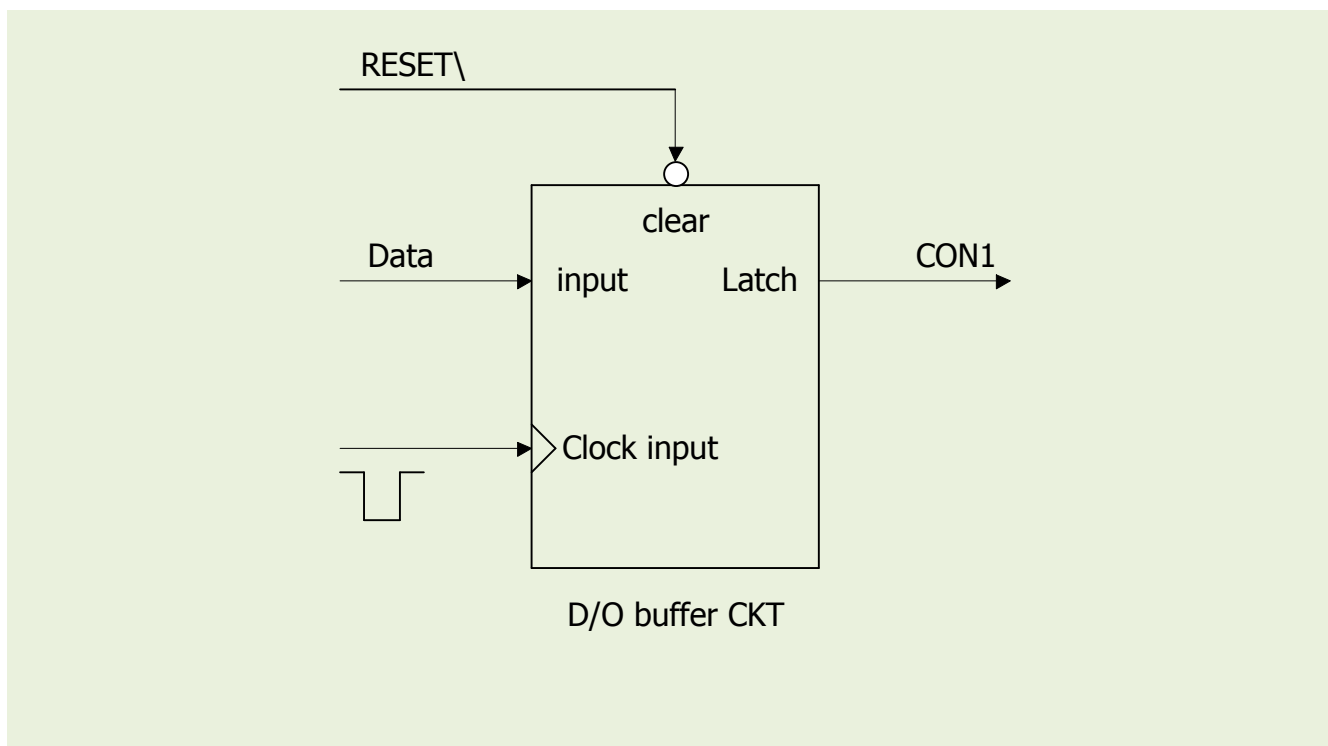 RESET\
clear
Data
CON1
input
Latch
Clock input
D/O buffer CKT